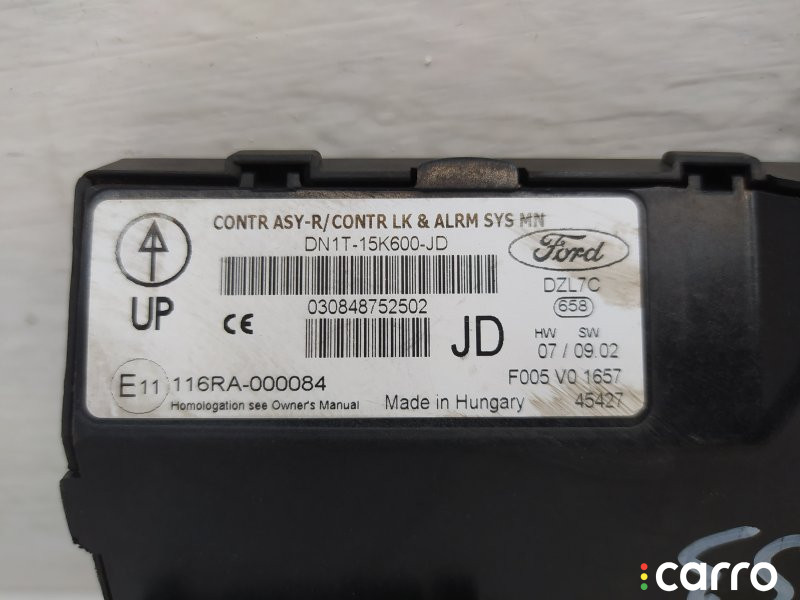 CONTR ASY-R/CONTR LK & ALRM SYS MN
DN1T-15K600-JD
Ford
UP
CE
030848752502
JD
DZL7C
658
HW SW
07 / 09.02
E11 116RA-000084
F005 V0 1657
Homologation see Owner's Manual
Made in Hungary
45427
carro